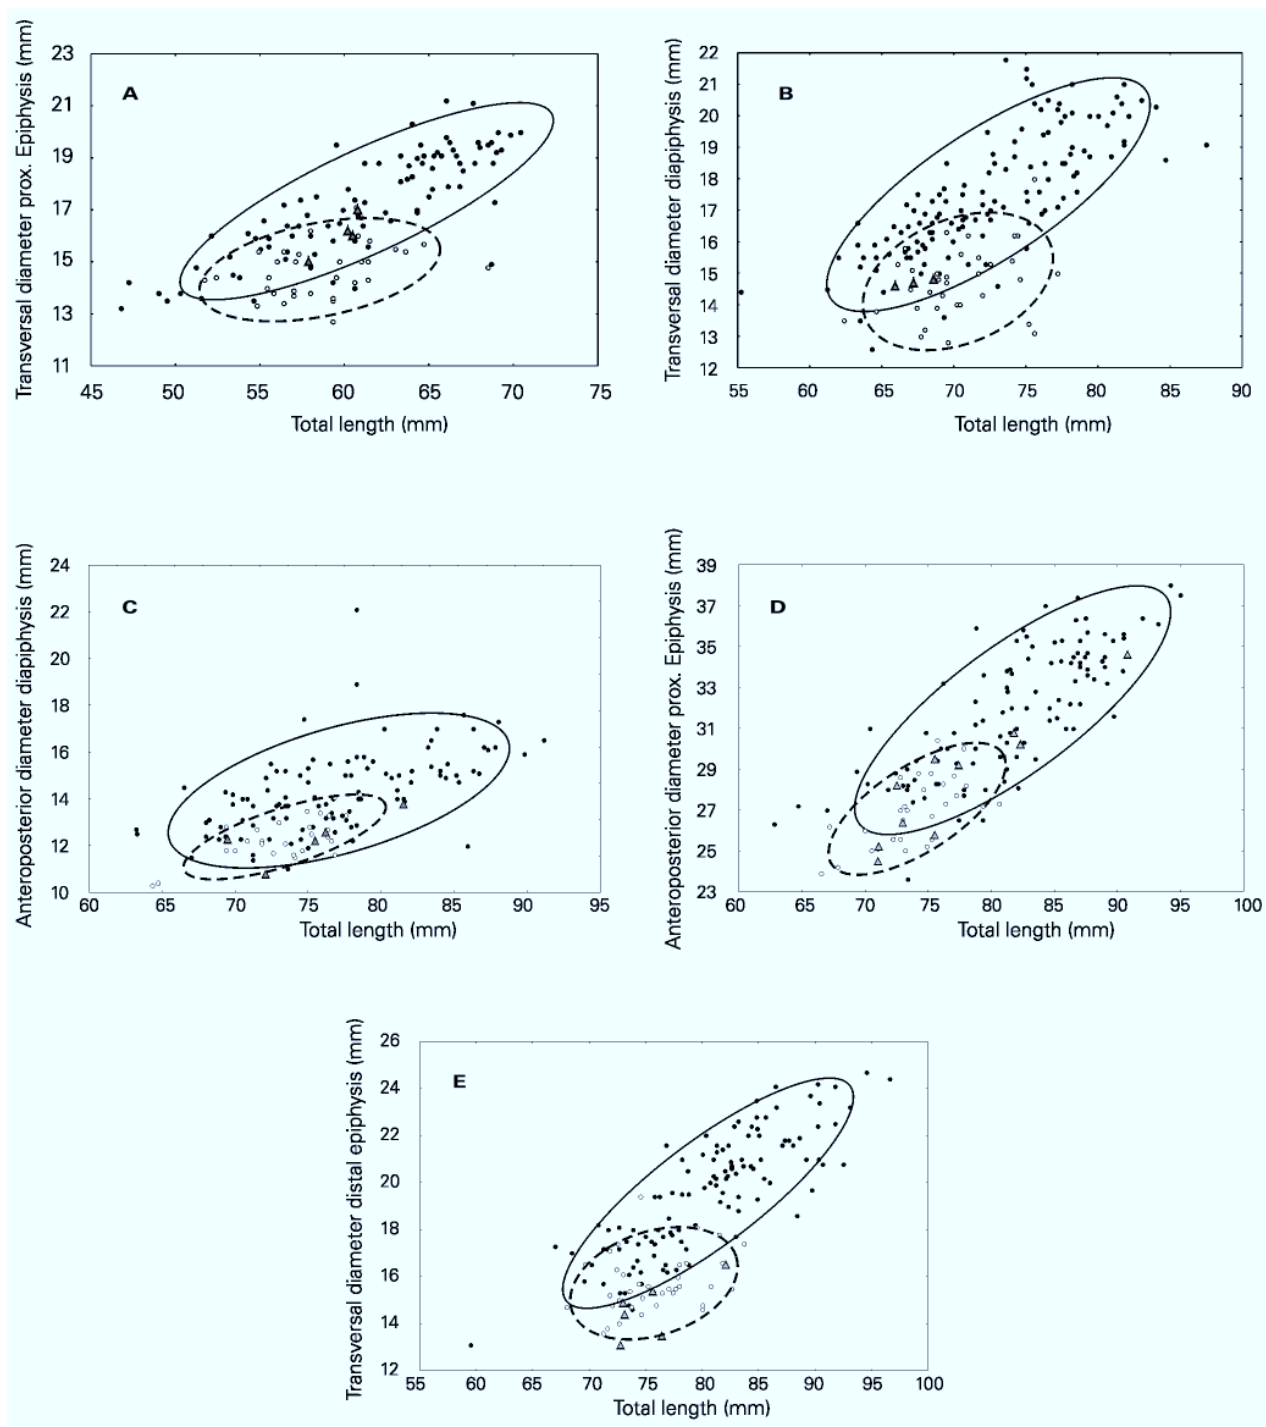 Transversal diameter prox. Epiphysis (mm)
23
21
19
17
15
13
11
A
45 50 55 60 65 70 75
Total length (mm)
Transversal diameter diapiphysis (mm)
22
21
20
19
18
17
16
15
14
13
12
B
55 60 65 70 75 80 85 90
Total length (mm)
Anteroposterior diameter diapiphysis (mm)
24
22
20
18
16
14
12
10
C
60 65 70 75 80 85 90 95
Total length (mm)
Anteroposterior diameter prox. Epiphysis (mm)
39
37
35
33
31
29
27
25
23
D
60 65 70 75 80 85 90 95 100
Total length (mm)
Transversal diameter distal epiphysis (mm)
26
24
22
20
18
16
14
12
E
55 60 65 70 75 80 85 90 95 100
Total length (mm)